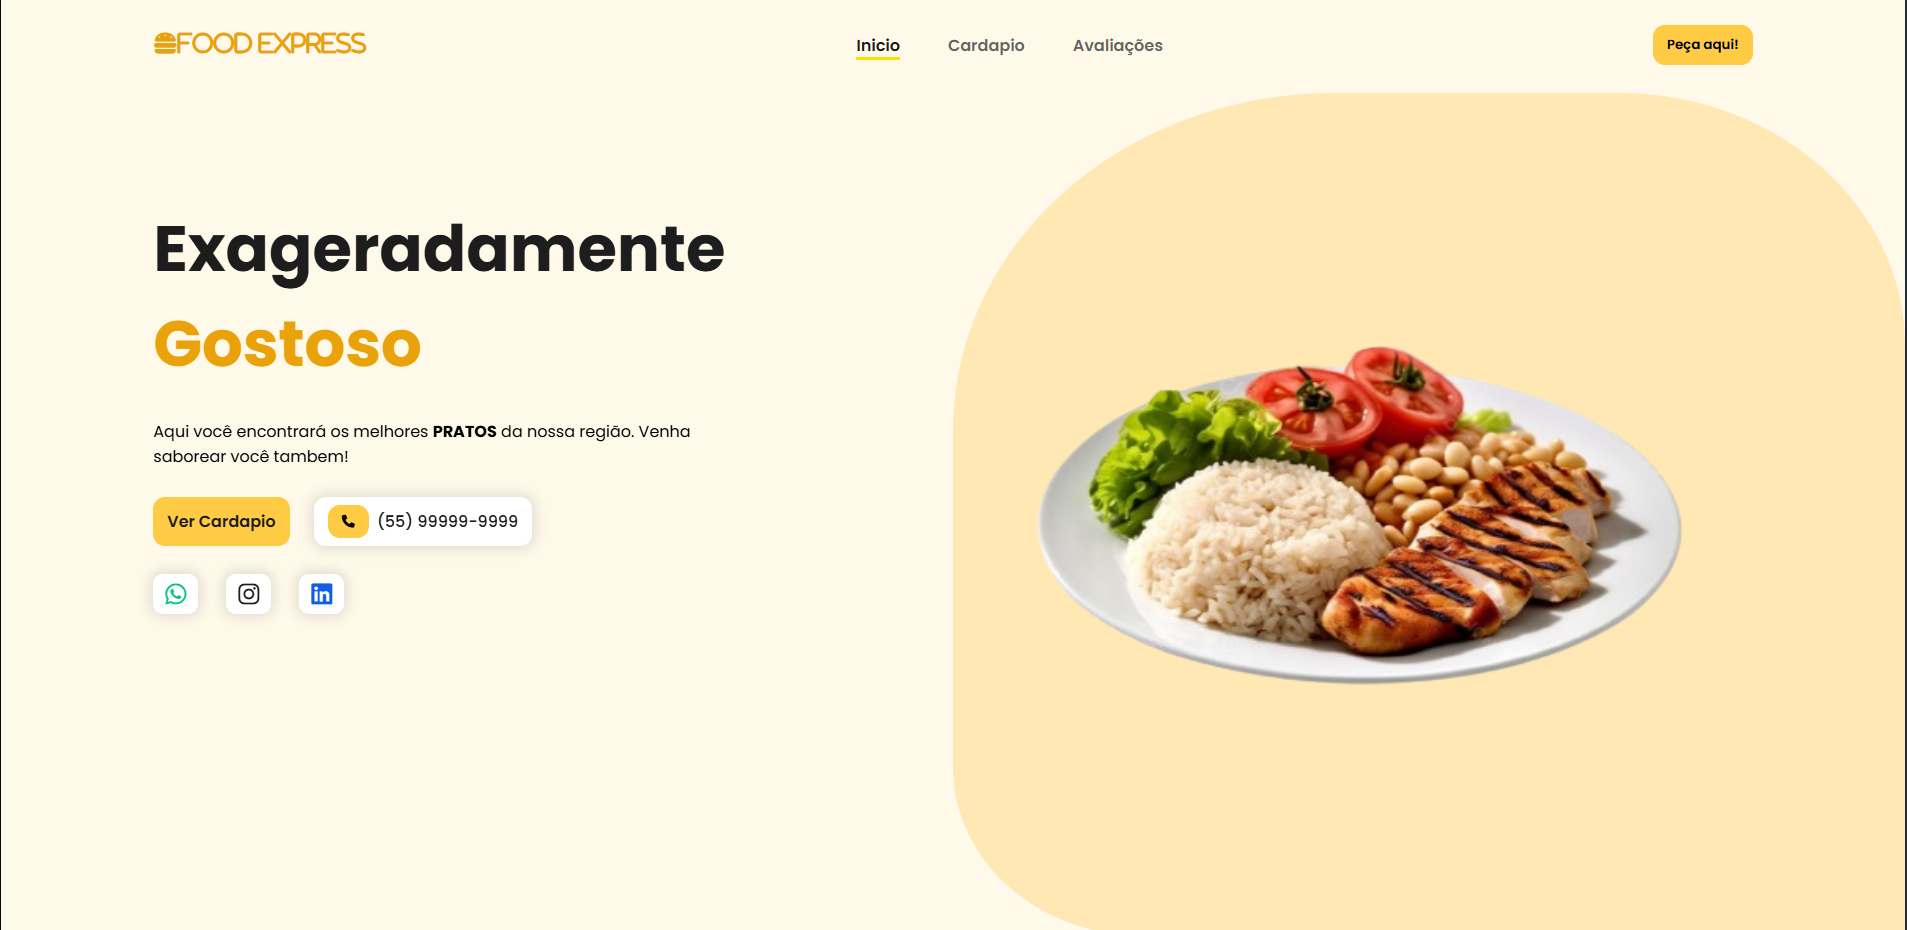 FOOD EXPRESS
Inicio
Cardapio
Avaliações
Peça aqui!
Exageradamente
Gostoso
Aqui você encontrará os melhores PRATOS da nossa região. Venha
saborear você tambem!
Ver Cardapio
(55) 99999-9999
in